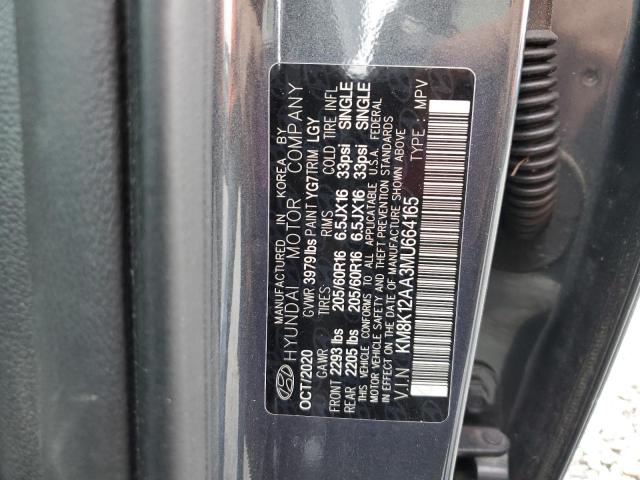 MANUFACTURED IN KOREA BY
HYUNDAI MOTOR COMPANY
OCT/2020 GVWR 3979lbs PAINT YG7 TRIM LGY
GAWR TIRES RIMS COLD TIRE INFL
FRONT 2293 lbs 205/60R16 6.5JX16 33psi SINGLE
REAR 2205 lbs 205/60R16 6.5JX16 33psi SINGLE
THIS VEHICLE CONFORMS TO ALL APPLICABLE U.S.A. FEDERAL
MOTOR VEHICLE SAFETY AND THEFT PREVENTION STANDARDS
IN EFFECT ON THE DATE OF MANUFACTURE SHOWN ABOVE
V.I.N KM8K12AA3MU664165 TYPE : MPV